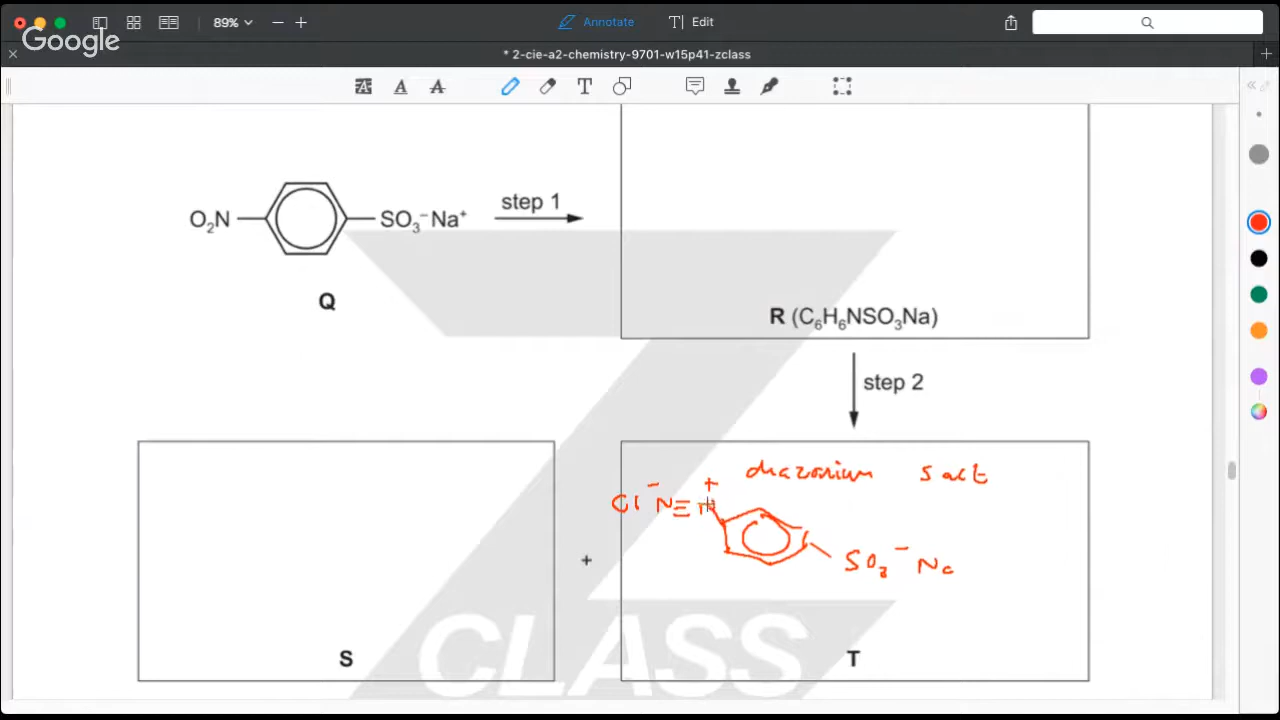 89%
Annotate
Edit
Google
* 2-cie-a2-chemistry-9701-w15p41-zclass
A A A T
O₂N SO₃⁻Na⁺
step 1
Q
R (C₆H₆NSO₃Na)
step 2
diazonium salt
Cl⁻ N≡N⁺
SO₃⁻ Na
+
S
T
CLASS